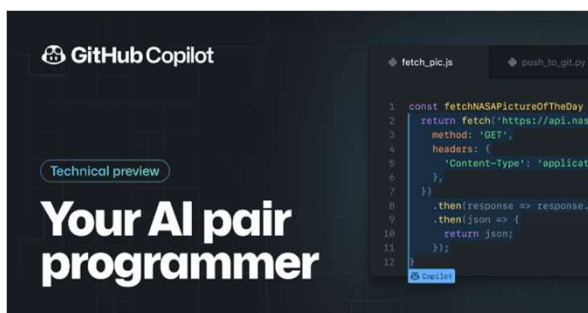 GitHub Copilot
Technical preview
Your AI pair
programmer
fetch_pic.js
push_to_git.py
1 const fetchNASAPictureOfTheDay
2 return fetch('https://api.nas
3 method: 'GET',
4 headers: {
5 'Content-Type': 'applicat
6 },
7 })
8 .then(response => response.
9 .then(json => {
10 return json;
11 });
12 }
Copilot